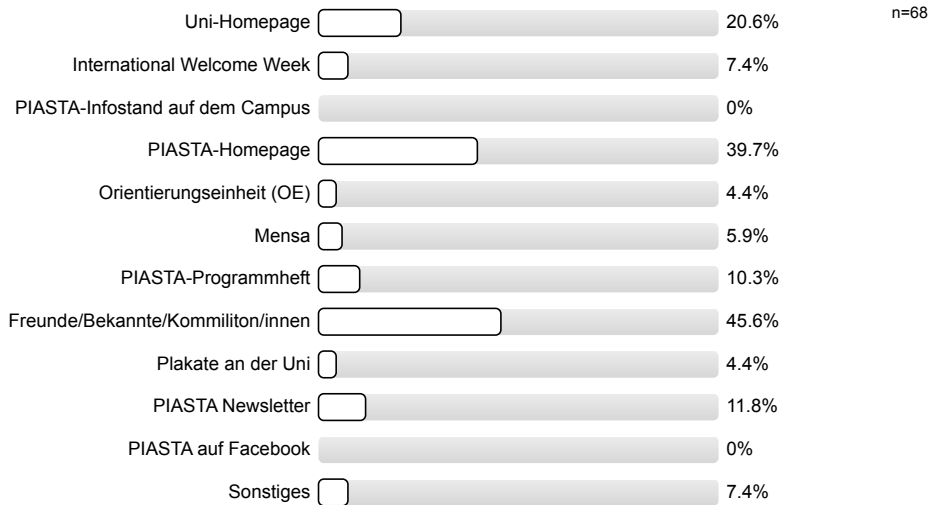 Uni-Homepage 20.6% n=68
International Welcome Week 7.4%
PIASTA-Infostand auf dem Campus 0%
PIASTA-Homepage 39.7%
Orientierungseinheit (OE) 4.4%
Mensa 5.9%
PIASTA-Programmheft 10.3%
Freunde/Bekannte/Kommiliton/innen 45.6%
Plakate an der Uni 4.4%
PIASTA Newsletter 11.8%
PIASTA auf Facebook 0%
Sonstiges 7.4%